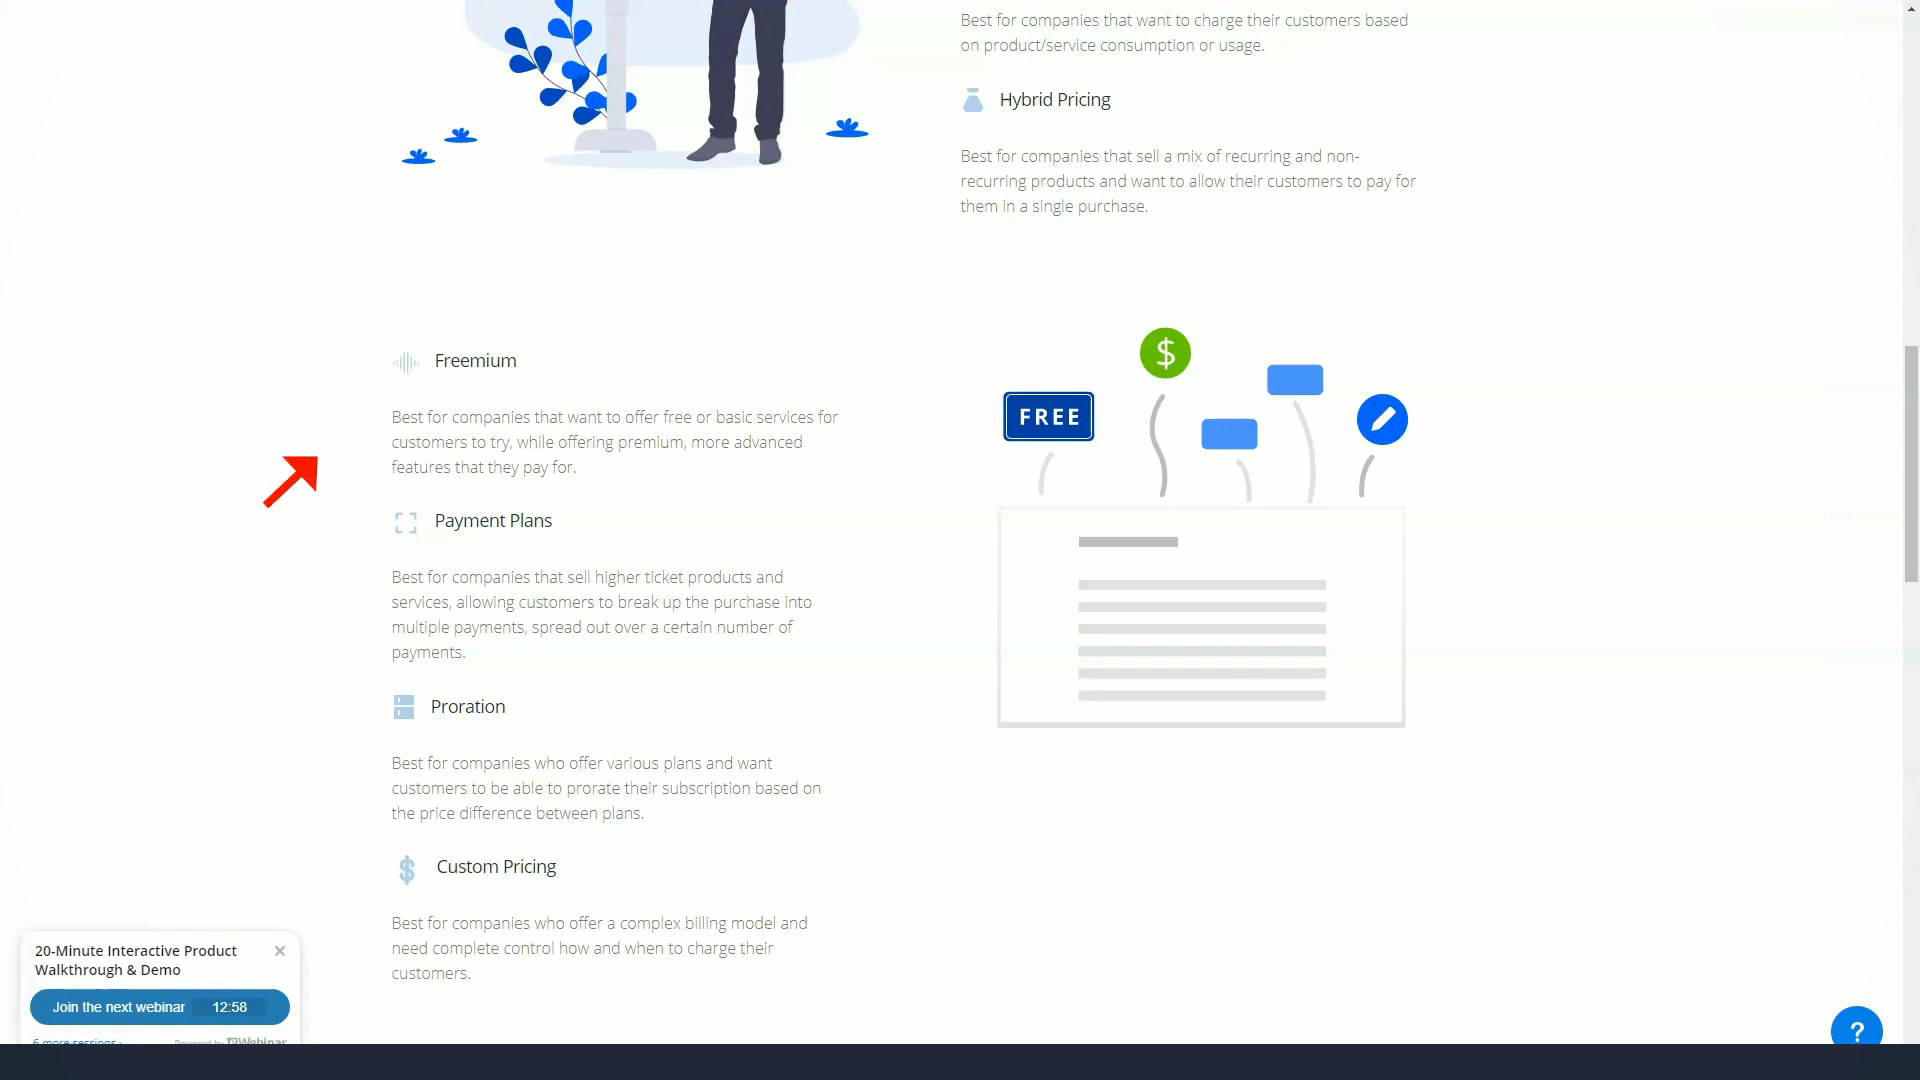 Best for companies that want to charge their customers based
on product/service consumption or usage.
Hybrid Pricing
Best for companies that sell a mix of recurring and non-
recurring products and want to allow their customers to pay for
them in a single purchase.
Freemium
Best for companies that want to offer free or basic services for
customers to try, while offering premium, more advanced
features that they pay for.
Payment Plans
Best for companies that sell higher ticket products and
services, allowing customers to break up the purchase into
multiple payments, spread out over a certain number of
payments.
Proration
Best for companies who offer various plans and want
customers to be able to prorate their subscription based on
the price difference between plans.
Custom Pricing
Best for companies who offer a complex billing model and
need complete control how and when to charge their
customers.
$
FREE
20-Minute Interactive Product
Walkthrough & Demo
Join the next webinar 12:58
6 more sessions ›
Powered by eWebinar
?